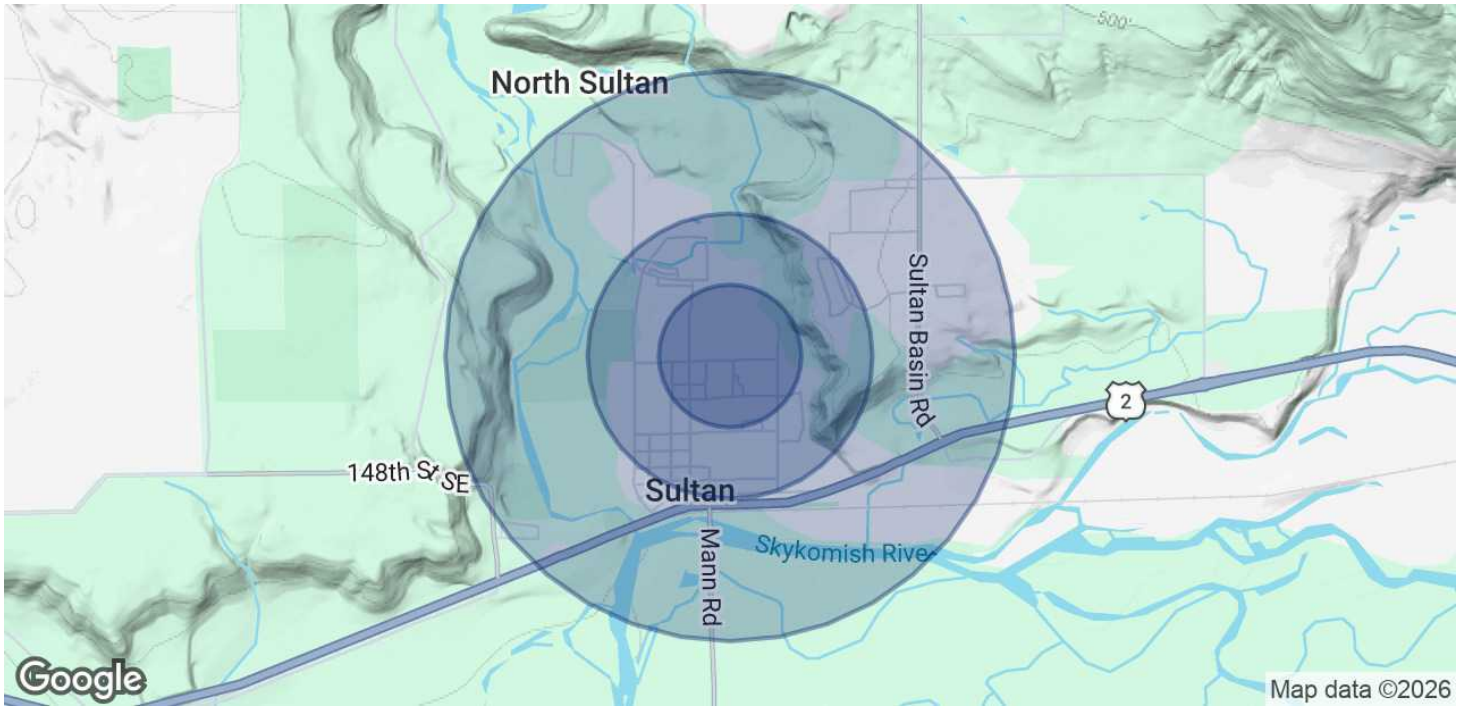 500'
North Sultan
Sultan Basin Rd
2
148th St SE
Sultan
Mann Rd
Skykomish River
Google
Map data ©2026